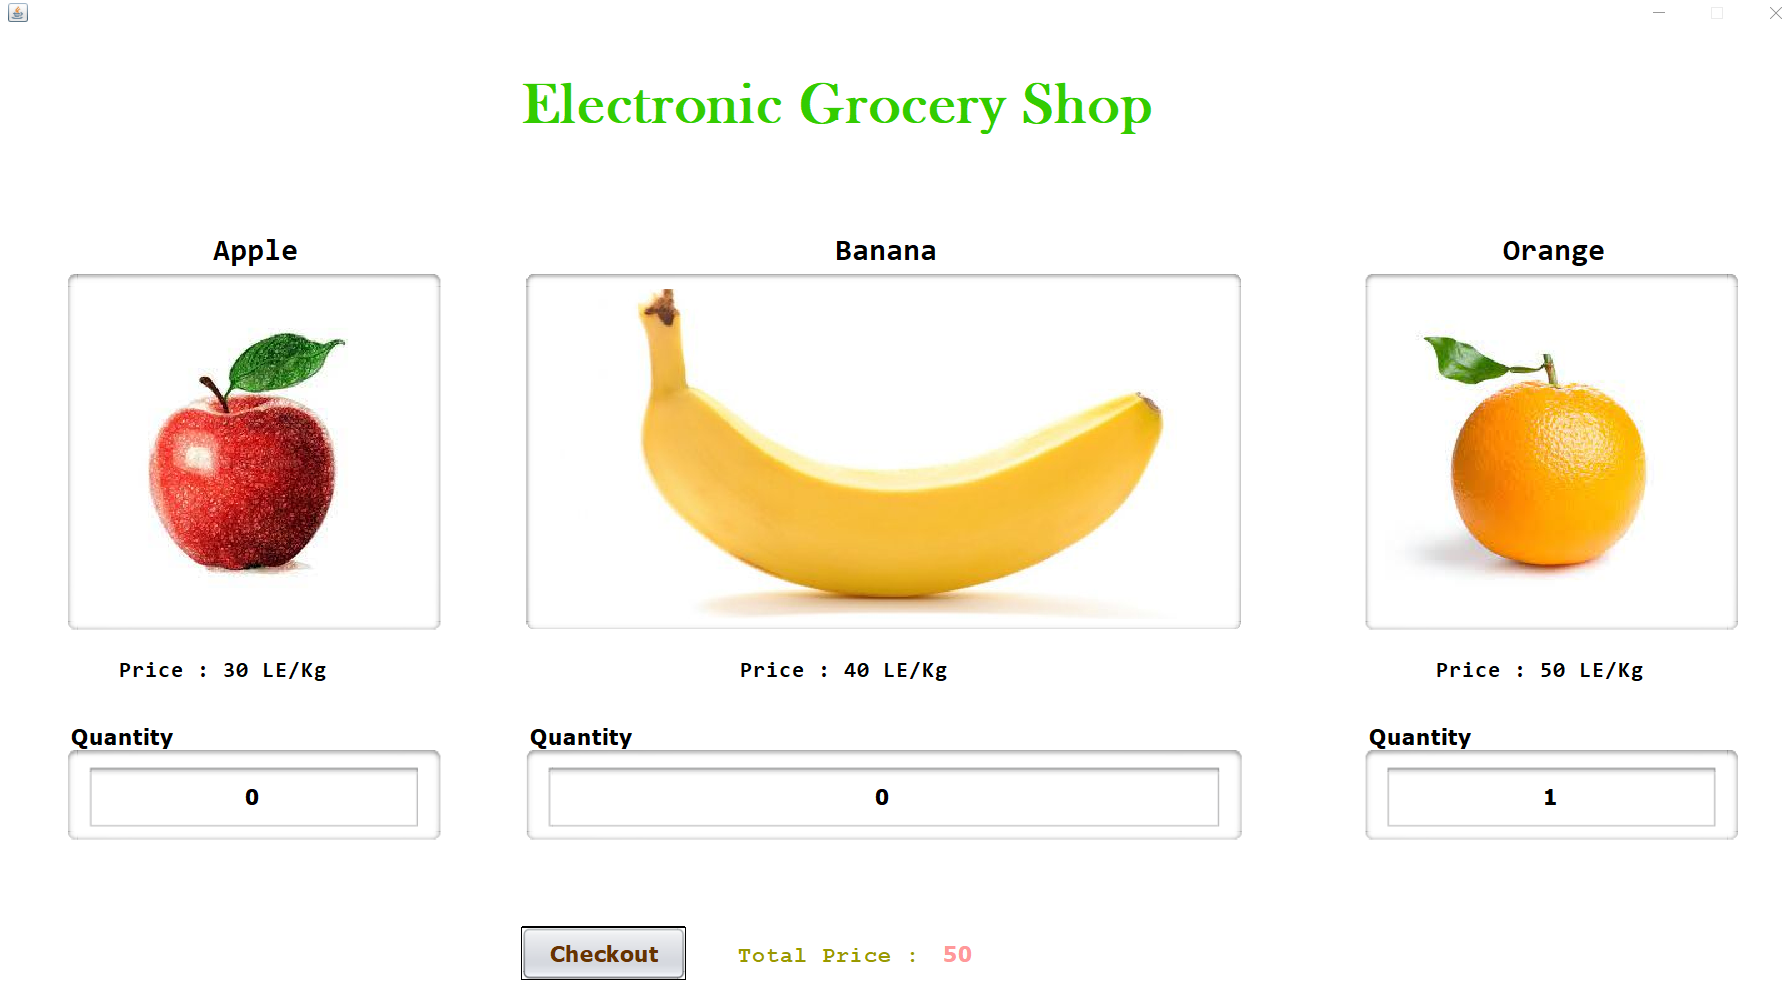 Electronic Grocery Shop
Apple
Banana
Orange
Price : 30 LE/Kg
Price : 40 LE/Kg
Price : 50 LE/Kg
Quantity
Quantity
Quantity
0
0
1
Checkout
Total Price : 50